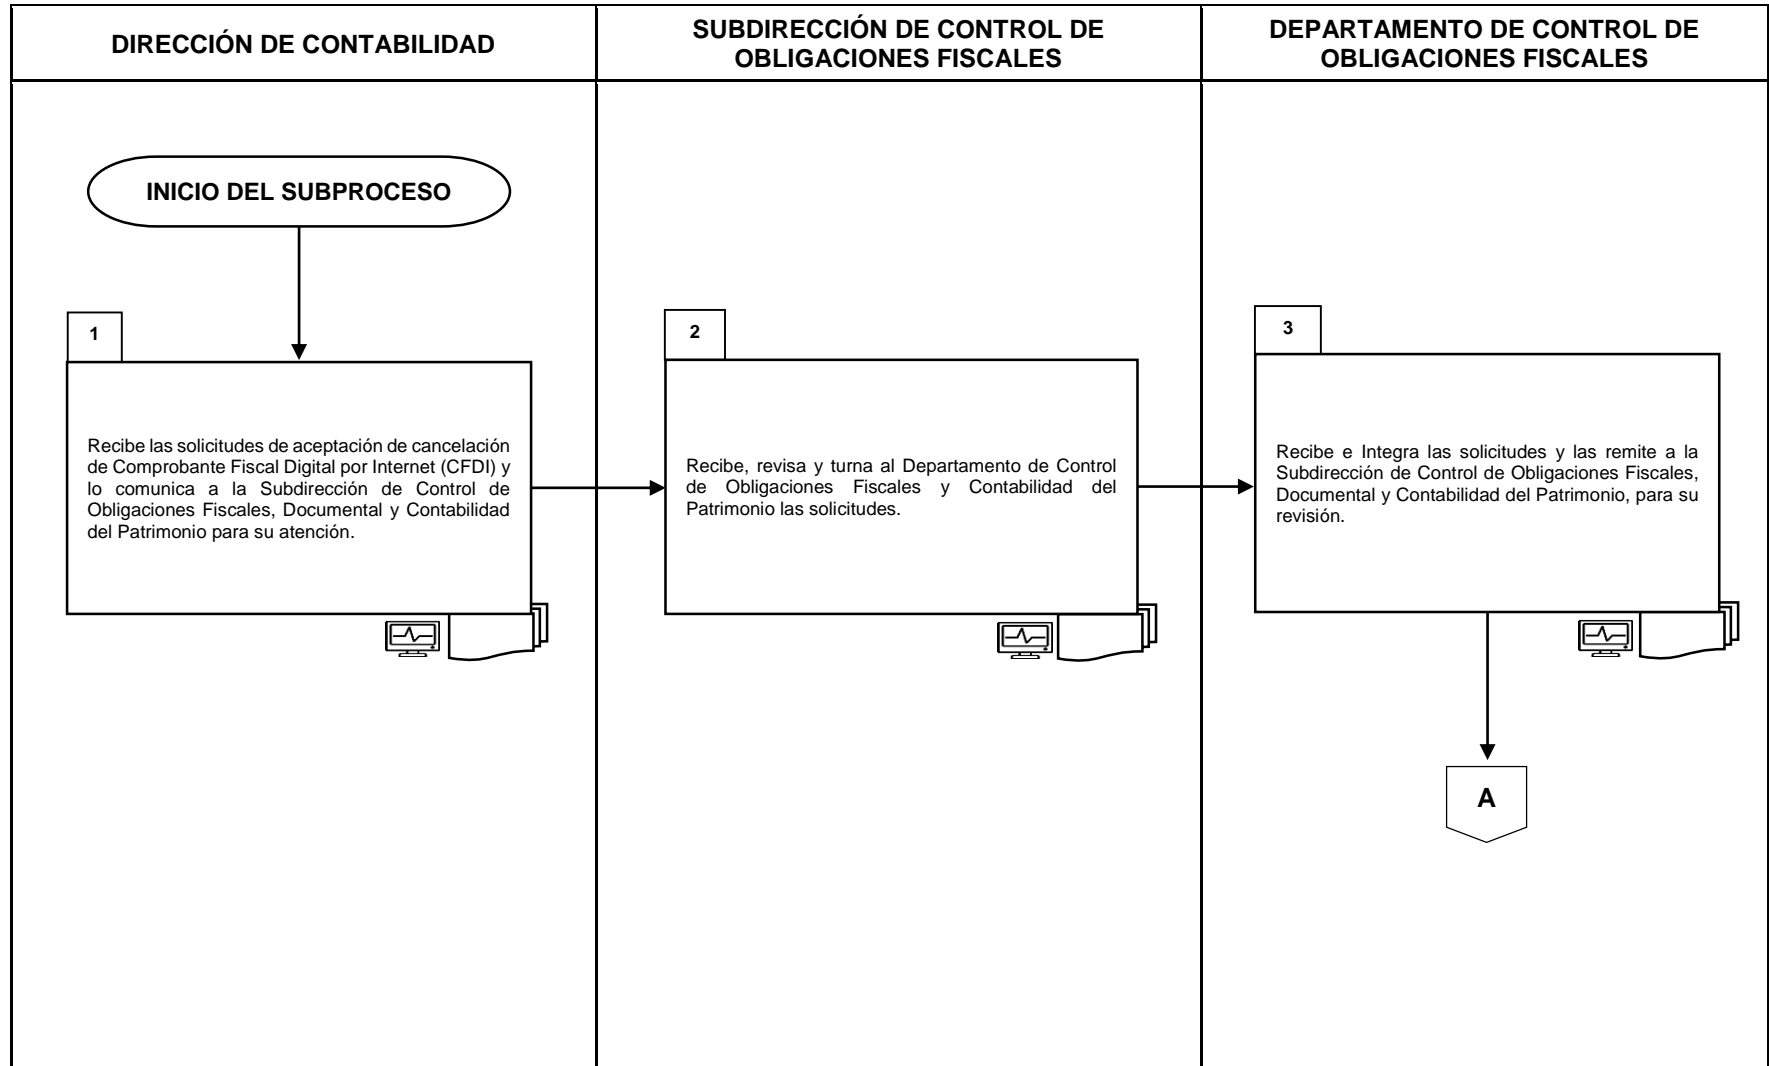 DIRECCIÓN DE CONTABILIDAD
SUBDIRECCIÓN DE CONTROL DE
OBLIGACIONES FISCALES
DEPARTAMENTO DE CONTROL DE
OBLIGACIONES FISCALES
INICIO DEL SUBPROCESO
1
Recibe las solicitudes de aceptación de cancelación
de Comprobante Fiscal Digital por Internet (CFDI) y
lo comunica a la Subdirección de Control de
Obligaciones Fiscales, Documental y Contabilidad
del Patrimonio para su atención.
2
Recibe, revisa y turna al Departamento de Control
de Obligaciones Fiscales y Contabilidad del
Patrimonio las solicitudes.
3
Recibe e Integra las solicitudes y las remite a la
Subdirección de Control de Obligaciones Fiscales,
Documental y Contabilidad del Patrimonio, para su
revisión.
A